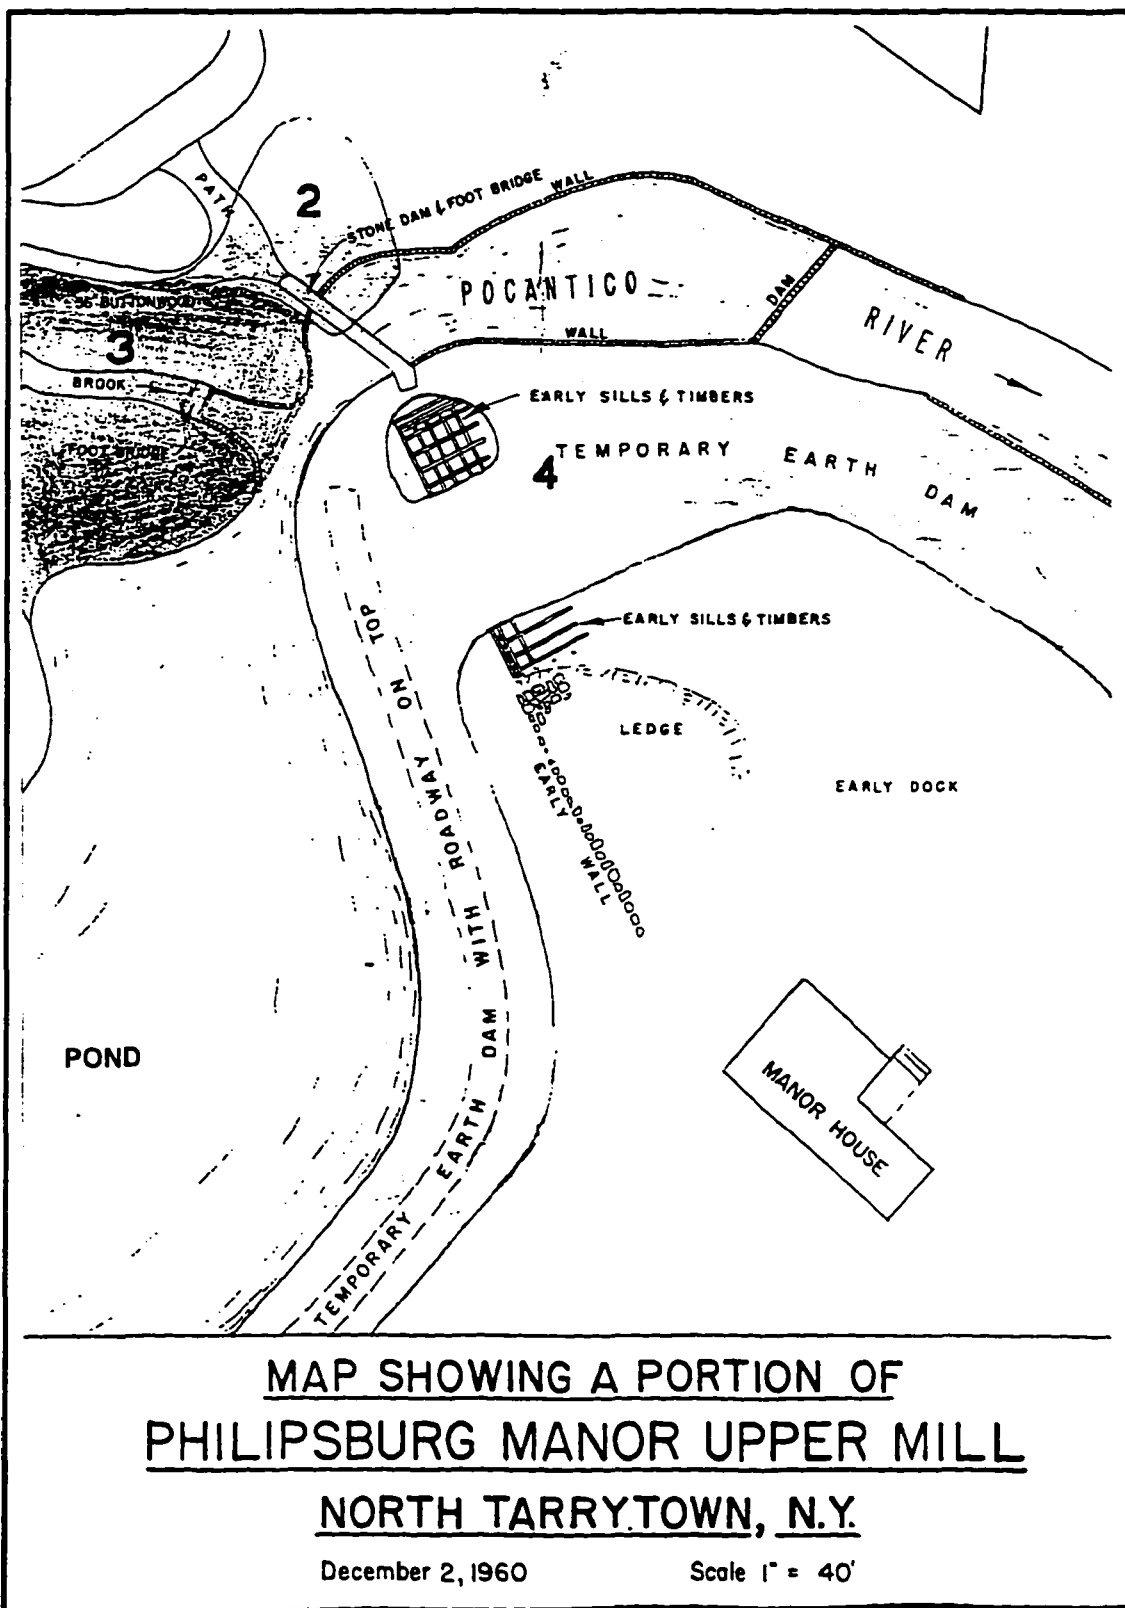 PATH
2
STONE DAM & FOOT BRIDGE
WALL
POCANTICO
DAM
RIVER
WALL
36" BUTTONWOOD
3
BROOK
FOOT BRIDGE
EARLY SILLS & TIMBERS
4
TEMPORARY EARTH DAM
EARLY SILLS & TIMBERS
LEDGE
EARLY DOCK
EARLY WALL
TEMPORARY EARTH DAM WITH ROADWAY ON TOP
POND
MANOR HOUSE
MAP SHOWING A PORTION OF
PHILIPSBURG MANOR UPPER MILL
NORTH TARRYTOWN, N.Y.
December 2, 1960 Scale 1" = 40'